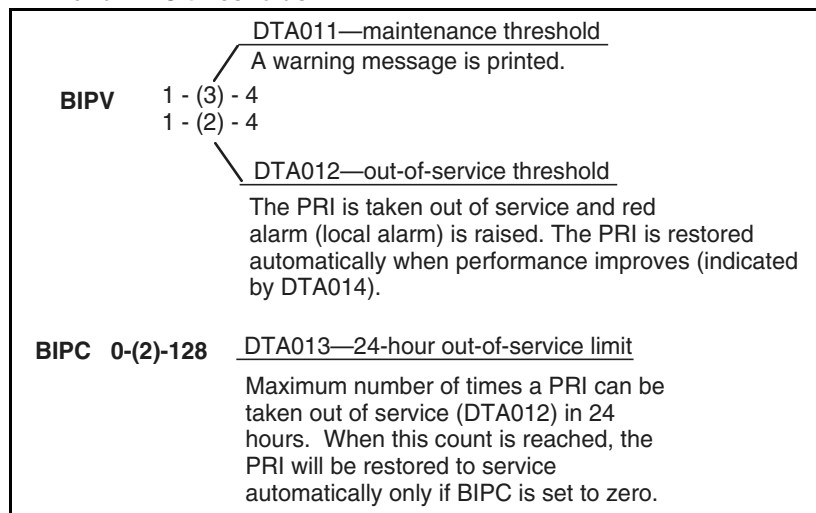 DTA011—maintenance threshold
A warning message is printed.
BIPV 1 - (3) - 4
1 - (2) - 4
DTA012—out-of-service threshold
The PRI is taken out of service and red
alarm (local alarm) is raised. The PRI is restored
automatically when performance improves (indicated
by DTA014).
BIPC 0-(2)-128 DTA013—24-hour out-of-service limit
Maximum number of times a PRI can be
taken out of service (DTA012) in 24
hours. When this count is reached, the
PRI will be restored to service
automatically only if BIPC is set to zero.